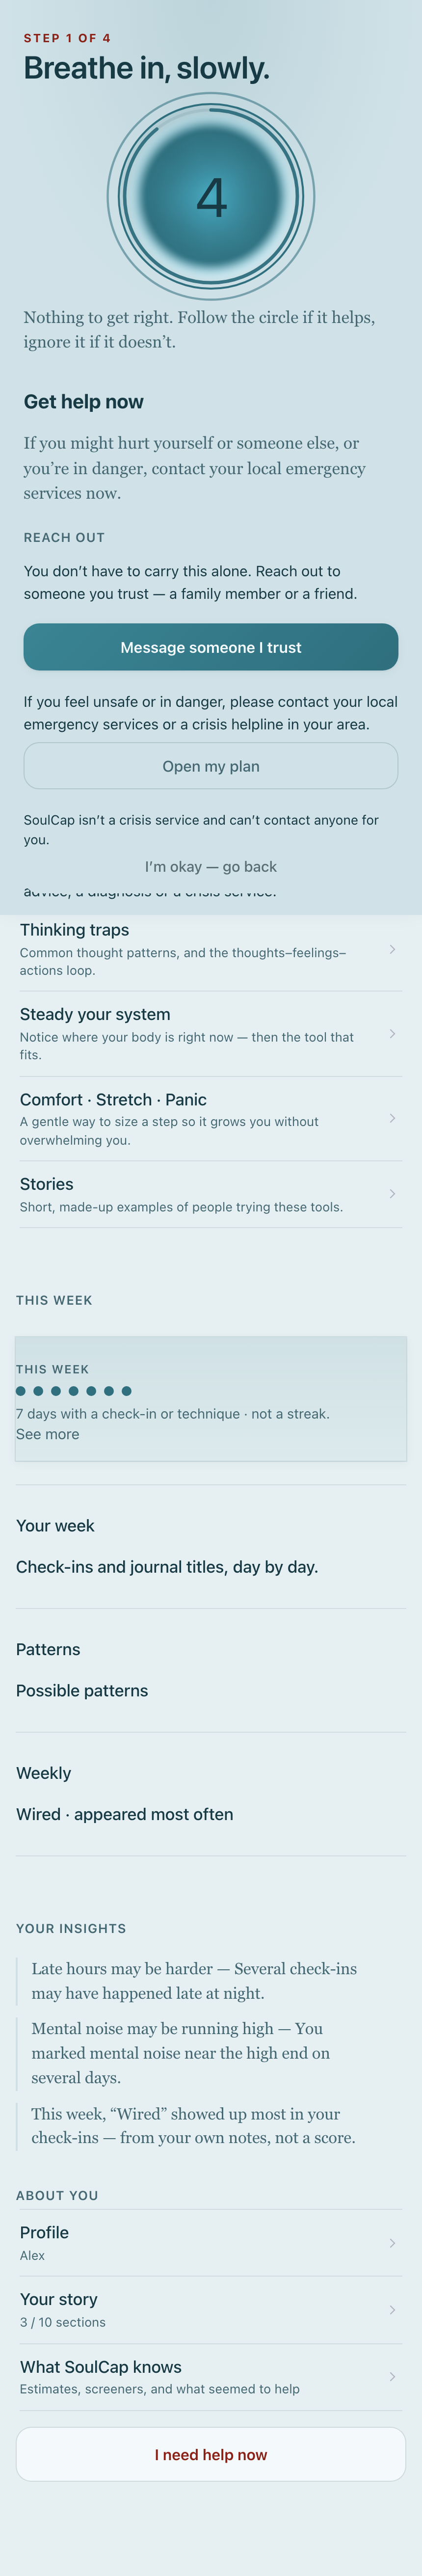 STEP 1 OF 4
Breathe in, slowly.
4
Nothing to get right. Follow the circle if it helps,
ignore it if it doesn’t.
Get help now
If you might hurt yourself or someone else, or
you’re in danger, contact your local emergency
services now.
REACH OUT
You don’t have to carry this alone. Reach out to
someone you trust — a family member or a friend.
Message someone I trust
If you feel unsafe or in danger, please contact your local
emergency services or a crisis helpline in your area.
Open my plan
SoulCap isn’t a crisis service and can’t contact anyone for
you.
I’m okay — go back
advice, a diagnosis or a crisis service.
Thinking traps
Common thought patterns, and the thoughts–feelings–
actions loop.
Steady your system
Notice where your body is right now — then the tool that
fits.
Comfort · Stretch · Panic
A gentle way to size a step so it grows you without
overwhelming you.
Stories
Short, made-up examples of people trying these tools.
THIS WEEK
THIS WEEK
7 days with a check-in or technique · not a streak.
See more
Your week
Check-ins and journal titles, day by day.
Patterns
Possible patterns
Weekly
Wired · appeared most often
YOUR INSIGHTS
Late hours may be harder — Several check-ins
may have happened late at night.
Mental noise may be running high — You
marked mental noise near the high end on
several days.
This week, “Wired” showed up most in your
check-ins — from your own notes, not a score.
ABOUT YOU
Profile
Alex
Your story
3 / 10 sections
What SoulCap knows
Estimates, screeners, and what seemed to help
I need help now